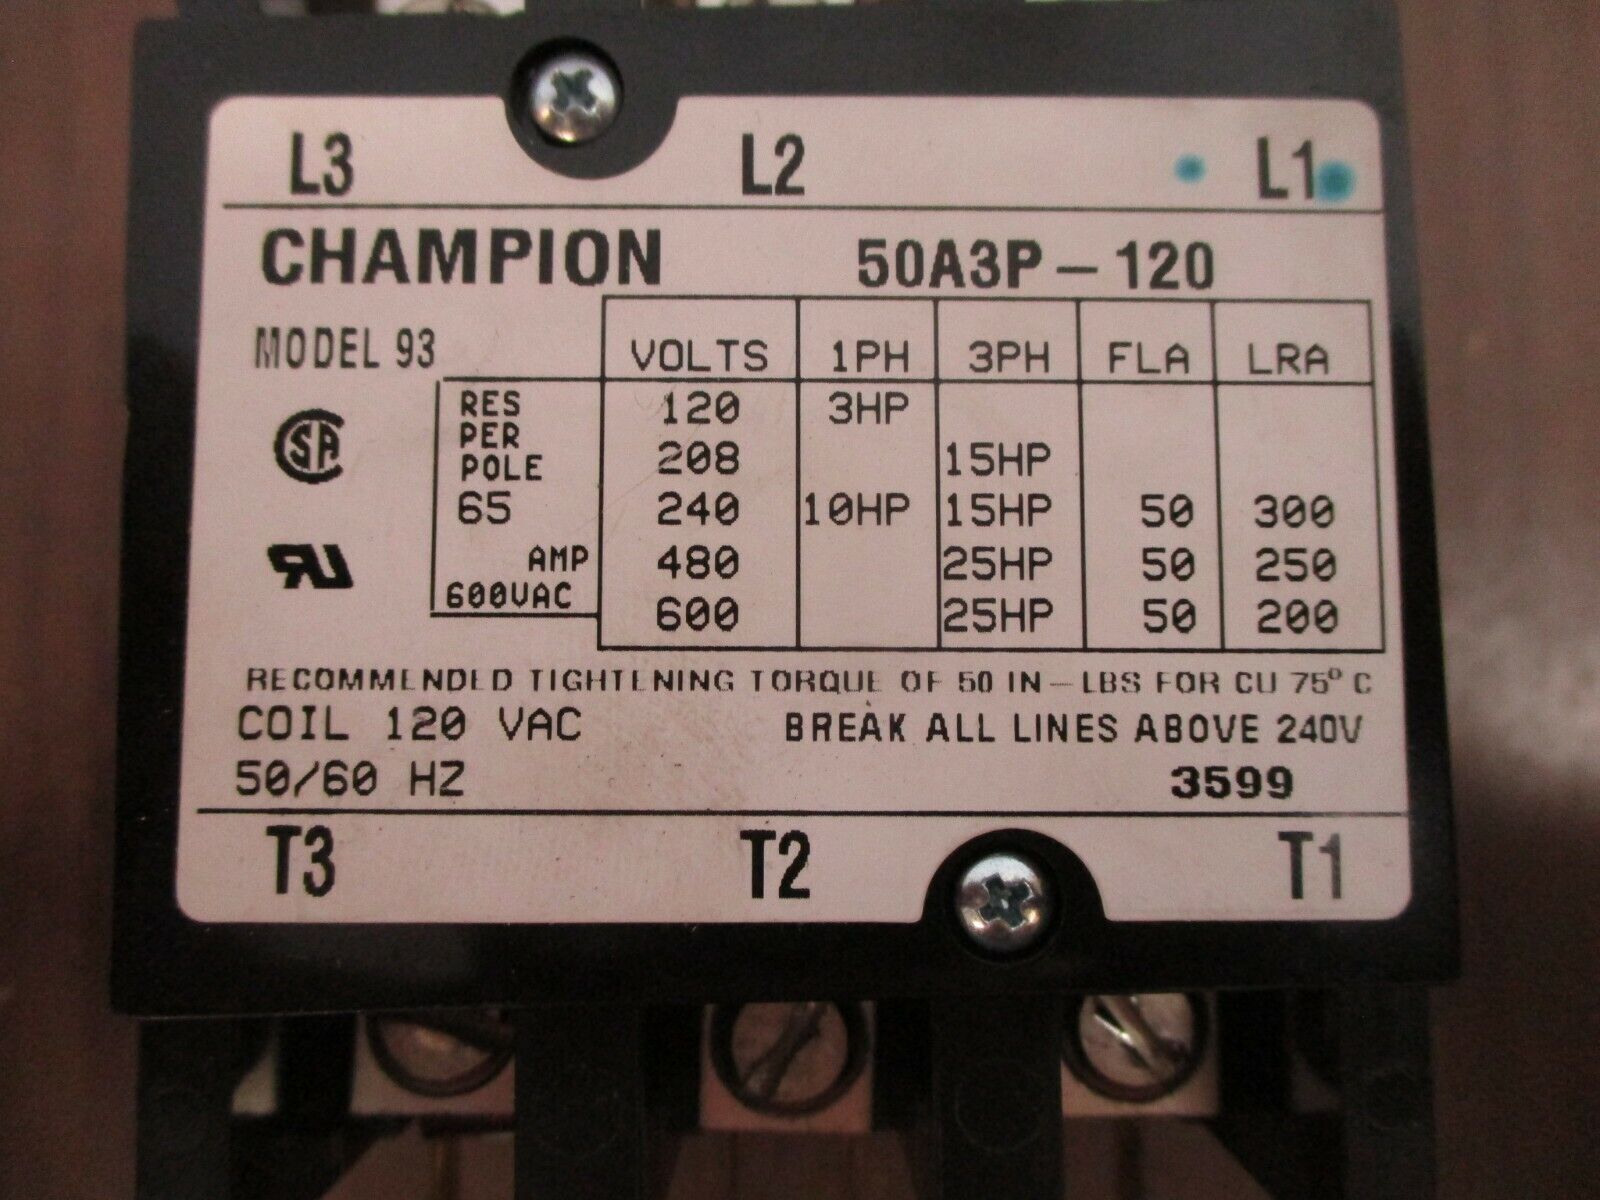 L3 L2 L1
CHAMPION 50A3P-120
MODEL 93
VOLTS 1PH 3PH FLA LRA
RES PER POLE 65 AMP 600VAC
120 3HP
208 15HP
240 10HP 15HP 50 300
480 25HP 50 250
600 25HP 50 200
SA
RU
RECOMMENDED TIGHTENING TORQUE OF 50 IN-LBS FOR CU 75° C
COIL 120 VAC BREAK ALL LINES ABOVE 240V
50/60 HZ 3599
T3 T2 T1